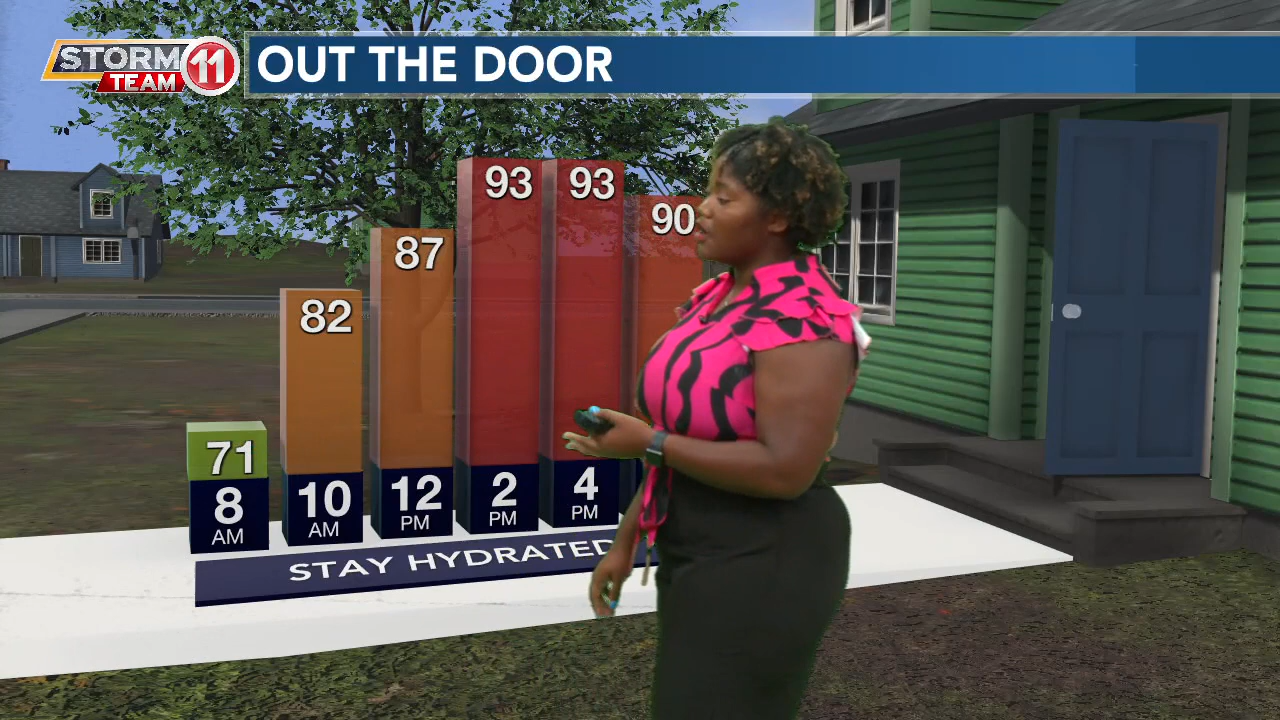 STORM
TEAM 11
OUT THE DOOR
71
82
87
93
93
90
8
AM
10
AM
12
PM
2
PM
4
PM
STAY HYDRATED